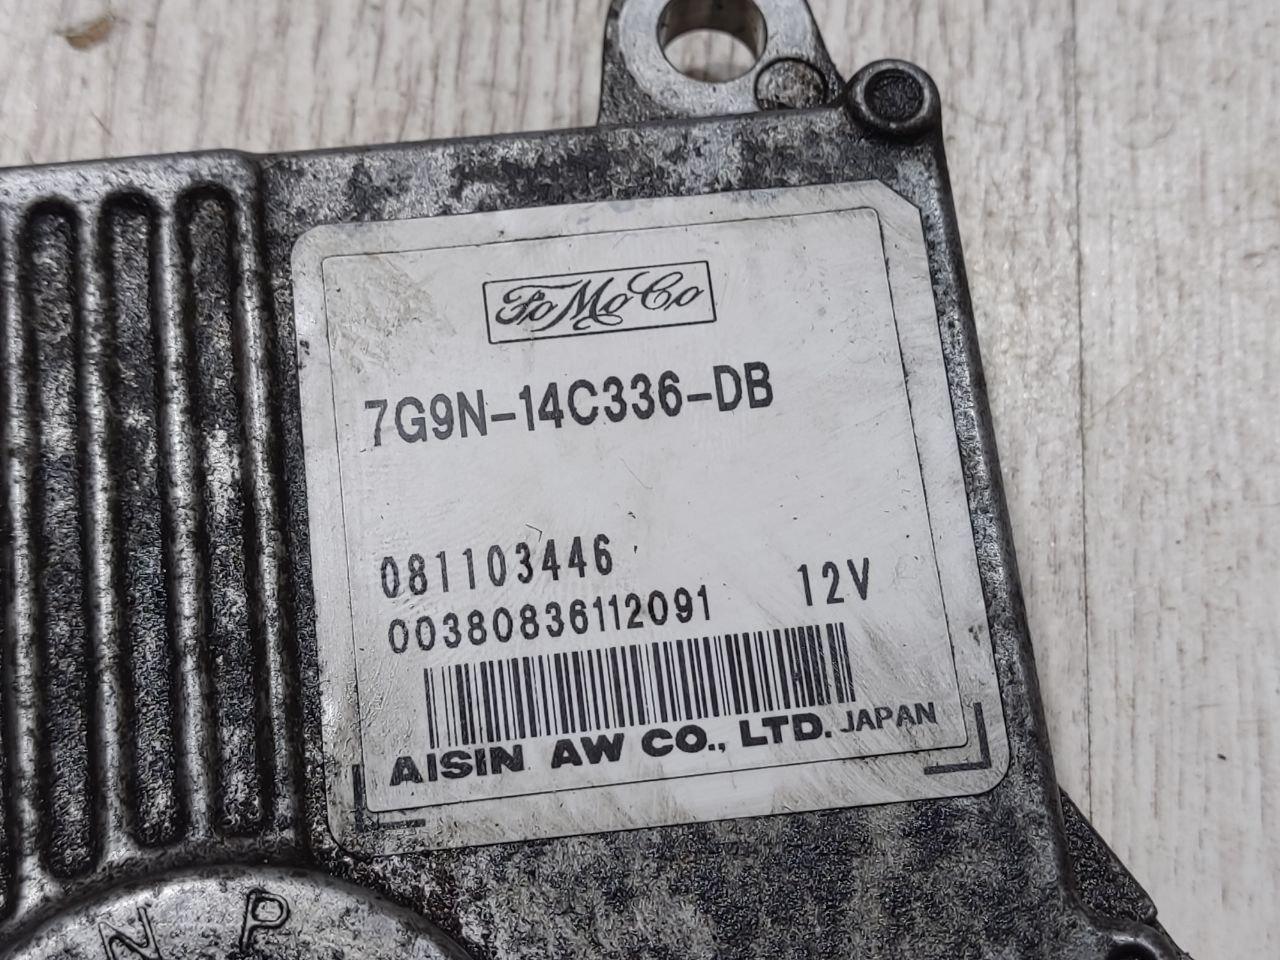 FoMoCo
7G9N-14C336-DB
081103446
00380836112091 12V
AISIN AW CO., LTD. JAPAN
N P